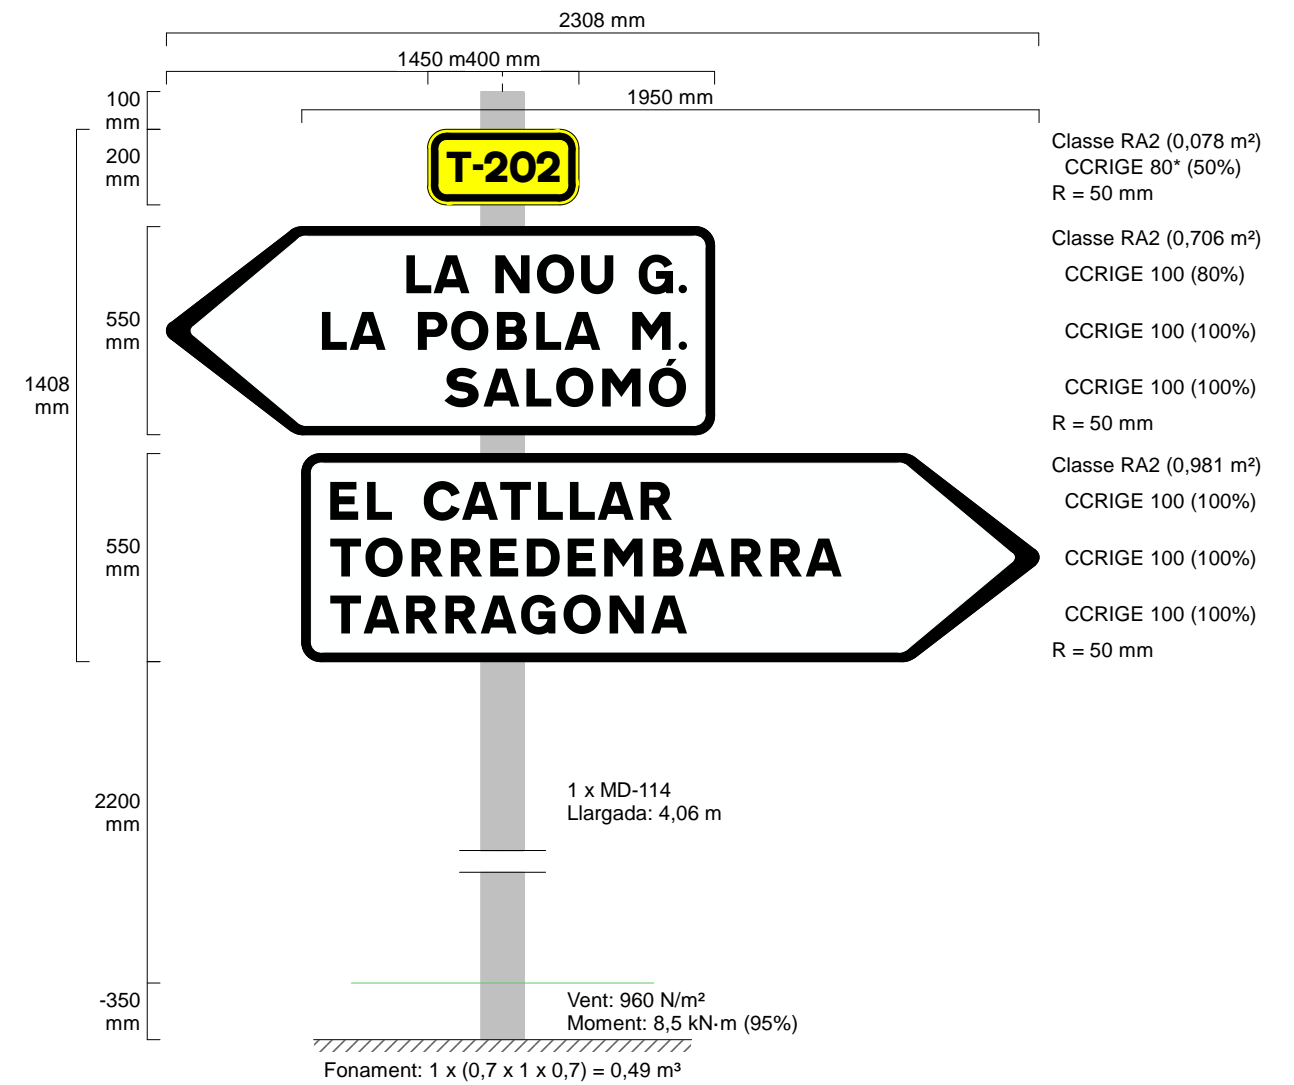 2308 mm
1450 m400 mm
1950 mm
100
mm
200
mm
T-202
Classe RA2 (0,078 m²)
CCRIGE 80* (50%)
R = 50 mm
550
mm
LA NOU G.
LA POBLA M.
SALOMÓ
Classe RA2 (0,706 m²)
CCRIGE 100 (80%)
CCRIGE 100 (100%)
CCRIGE 100 (100%)
R = 50 mm
1408
mm
550
mm
EL CATLLAR
TORREDEMBARRA
TARRAGONA
Classe RA2 (0,981 m²)
CCRIGE 100 (100%)
CCRIGE 100 (100%)
CCRIGE 100 (100%)
R = 50 mm
2200
mm
1 x MD-114
Llargada: 4,06 m
-350
mm
Vent: 960 N/m²
Moment: 8,5 kN·m (95%)
Fonament: 1 x (0,7 x 1 x 0,7) = 0,49 m³